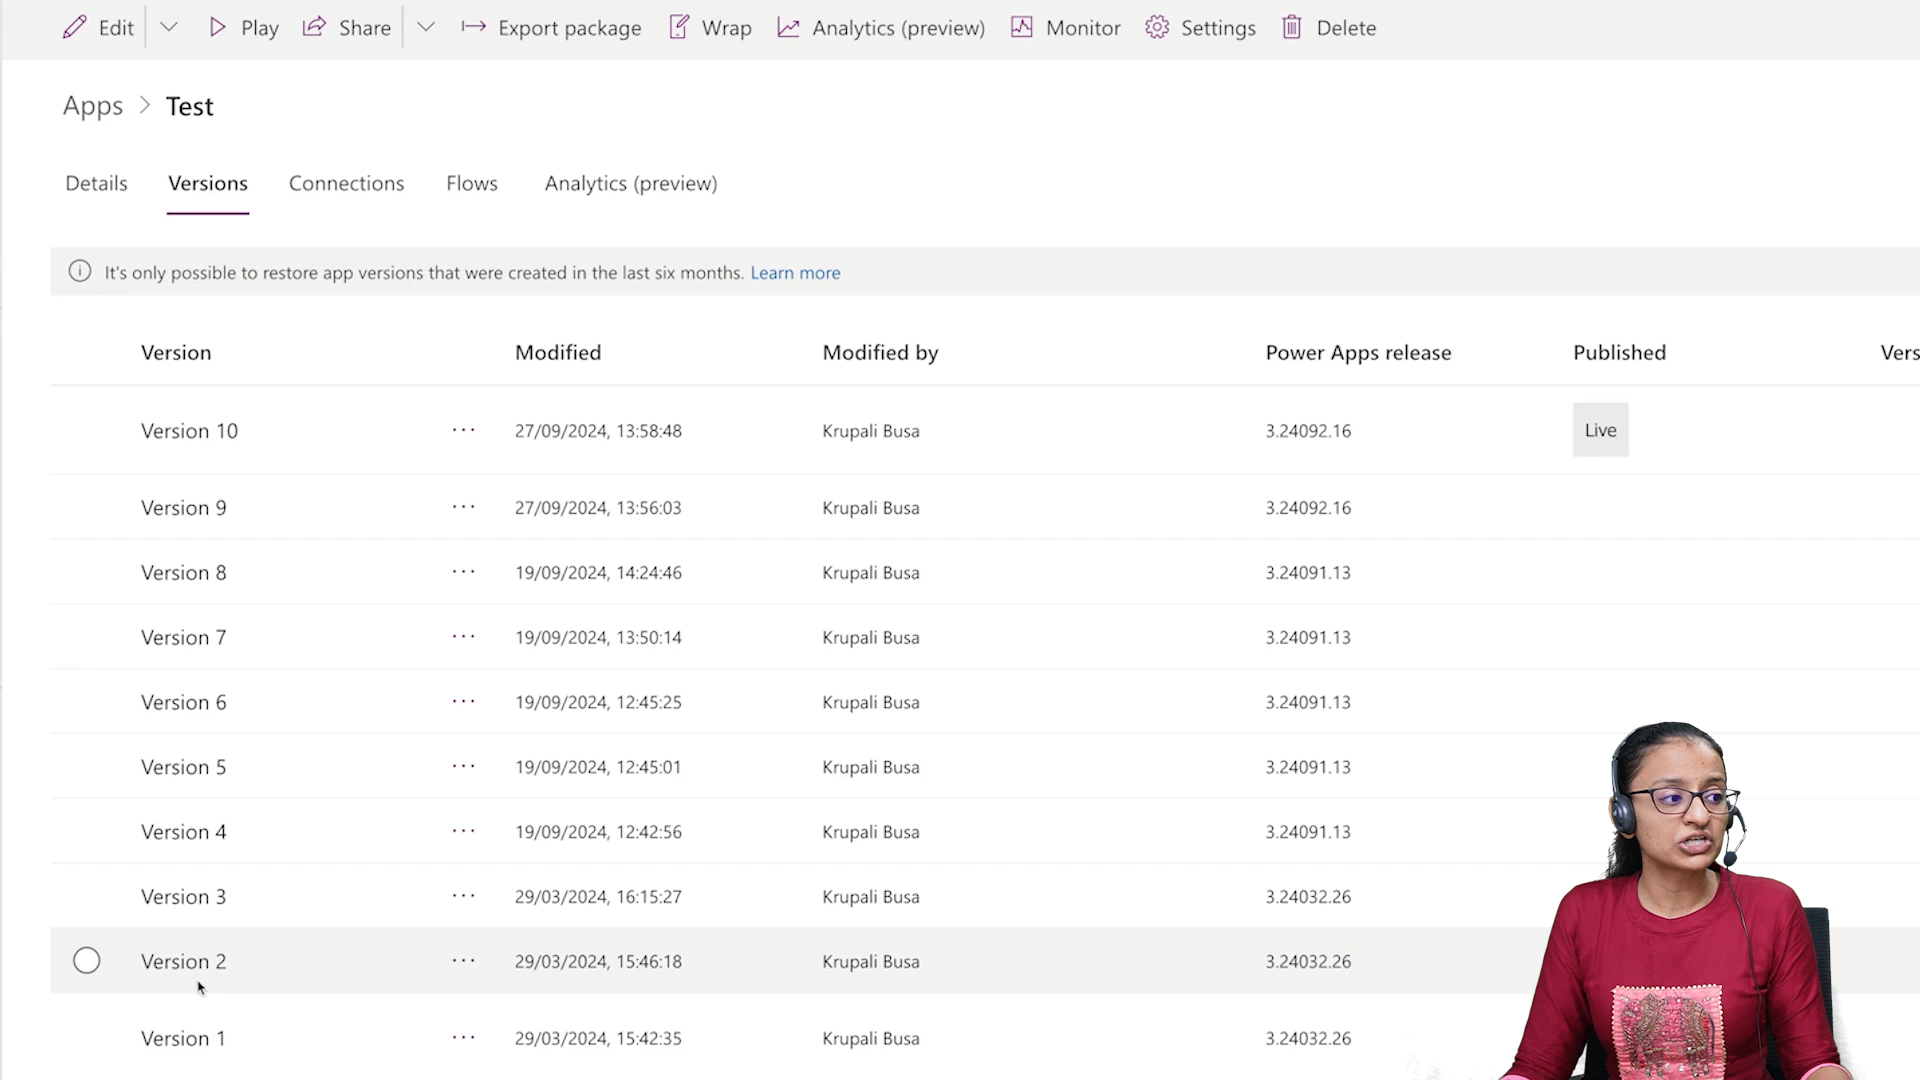 Edit Play Share Export package Wrap Analytics (preview) Monitor Settings Delete
Apps > Test
Details Versions Connections Flows Analytics (preview)
It's only possible to restore app versions that were created in the last six months. Learn more
Version Modified Modified by Power Apps release Published Vers
Version 10 ... 27/09/2024, 13:58:48 Krupali Busa 3.24092.16 Live
Version 9 ... 27/09/2024, 13:56:03 Krupali Busa 3.24092.16
Version 8 ... 19/09/2024, 14:24:46 Krupali Busa 3.24091.13
Version 7 ... 19/09/2024, 13:50:14 Krupali Busa 3.24091.13
Version 6 ... 19/09/2024, 12:45:25 Krupali Busa 3.24091.13
Version 5 ... 19/09/2024, 12:45:01 Krupali Busa 3.24091.13
Version 4 ... 19/09/2024, 12:42:56 Krupali Busa 3.24091.13
Version 3 ... 29/03/2024, 16:15:27 Krupali Busa 3.24032.26
Version 2 ... 29/03/2024, 15:46:18 Krupali Busa 3.24032.26
Version 1 ... 29/03/2024, 15:42:35 Krupali Busa 3.24032.26